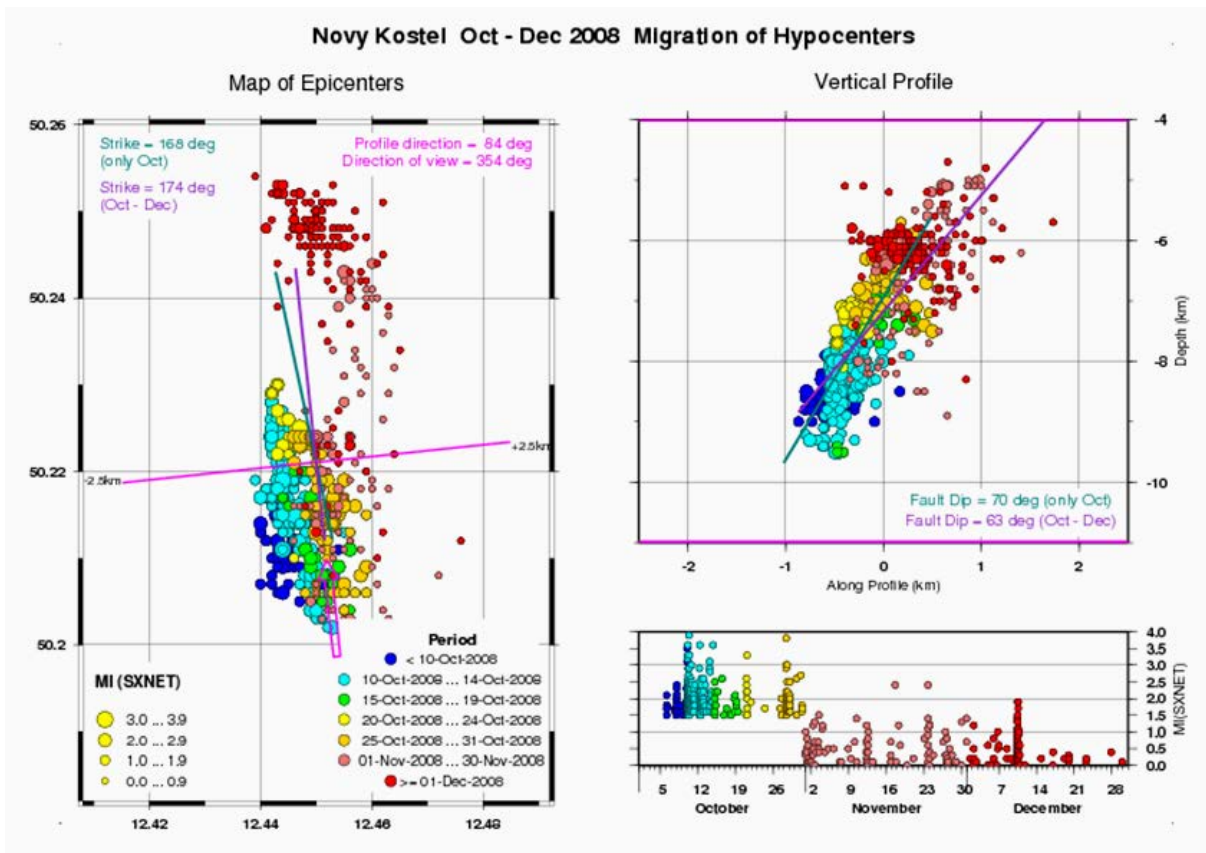 Novy Kostel Oct - Dec 2008 Migration of Hypocenters
Map of Epicenters
Strike = 168 deg
(only Oct)
Strike = 174 deg
(Oct - Dec)
Profile direction = 84 deg
Direction of view = 354 deg
50.26
50.24
50.22
50.2
-2.5km
+2.5km
12.42
12.44
12.46
12.48
Ml (SXNET)
3.0 ... 3.9
2.0 ... 2.9
1.0 ... 1.9
0.0 ... 0.9
Period
< 10-Oct-2008
10-Oct-2008 ... 14-Oct-2008
15-Oct-2008 ... 19-Oct-2008
20-Oct-2008 ... 24-Oct-2008
25-Oct-2008 ... 31-Oct-2008
01-Nov-2008 ... 30-Nov-2008
>= 01-Dec-2008
Vertical Profile
-4
-6
-8
-10
Depth (km)
Fault Dip = 70 deg (only Oct)
Fault Dip = 63 deg (Oct - Dec)
-2
-1
0
1
2
Along Profile (km)
4.0
3.5
3.0
2.5
2.0
1.5
1.0
0.5
0.0
Ml(SXNET)
5 12 19 26 2 9 16 23 30 7 14 21 28
October November December